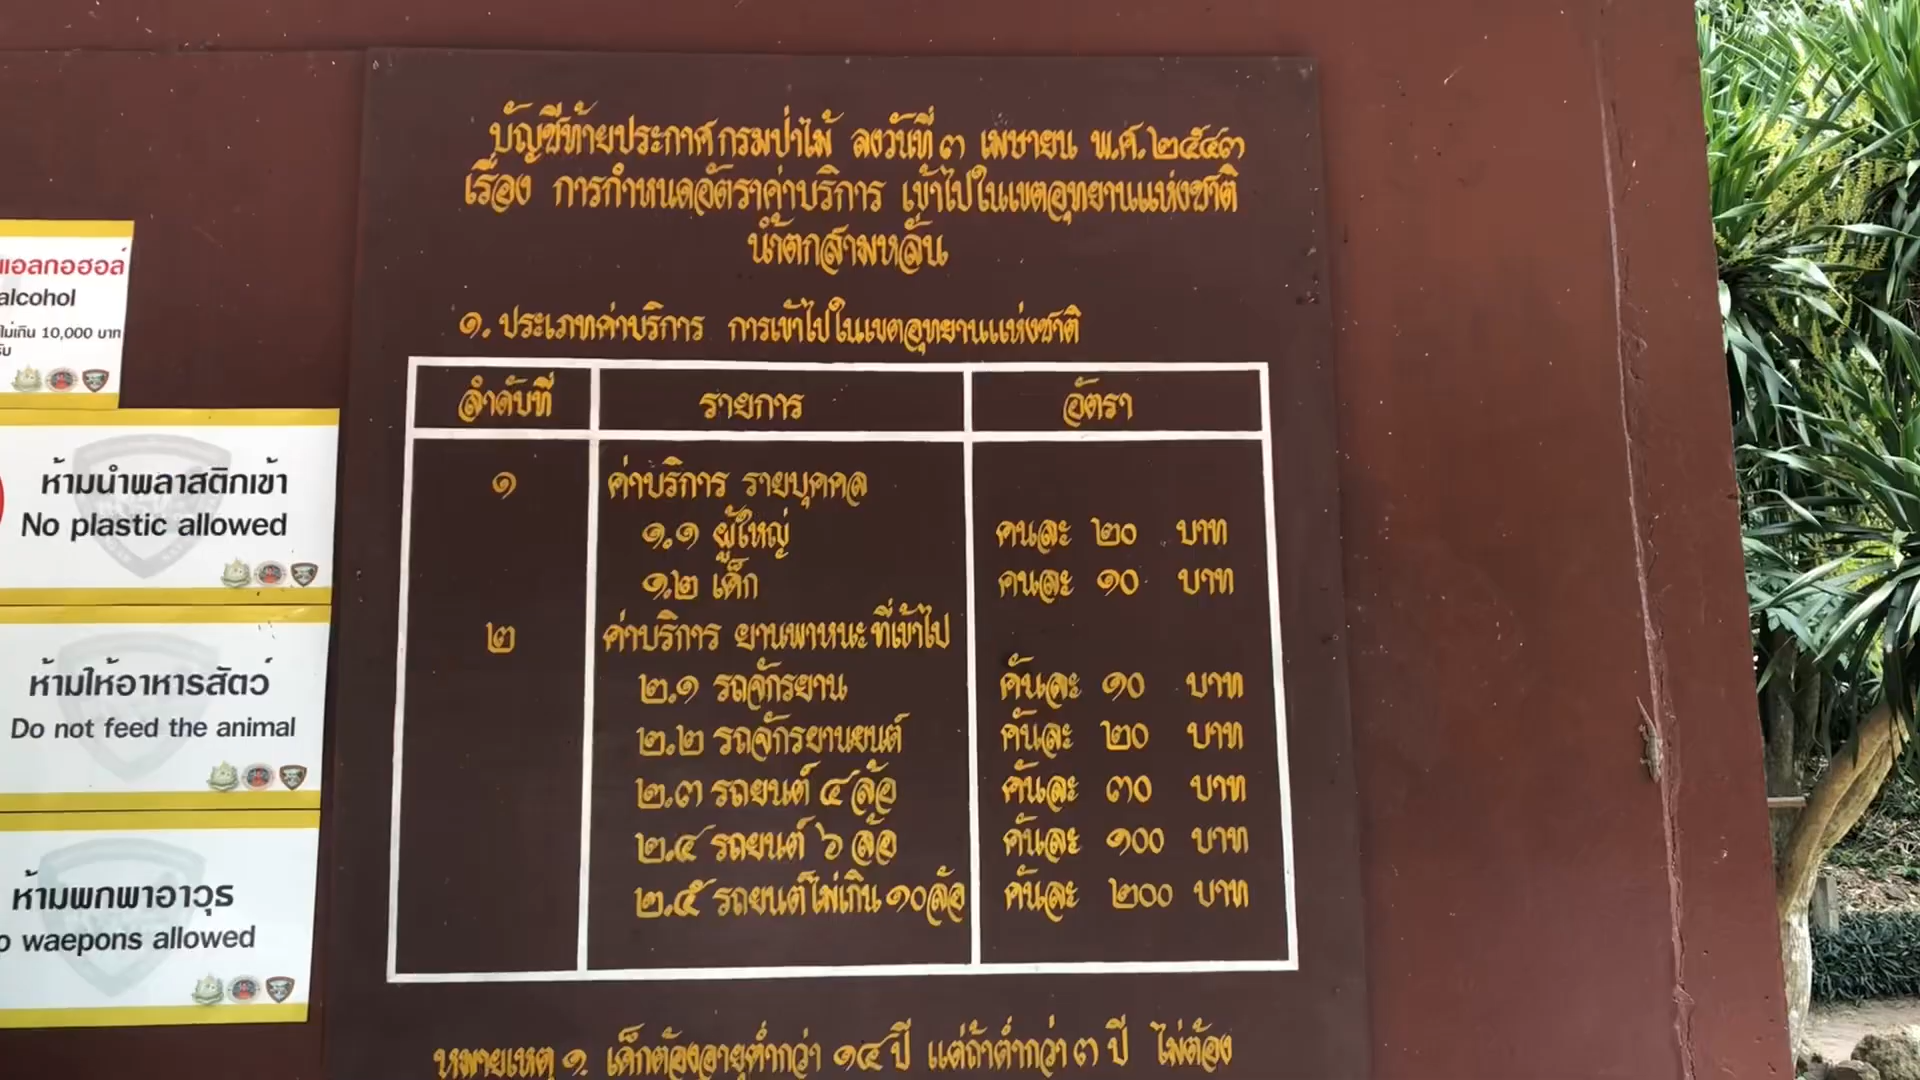 แอลกอฮอล์
alcohol
ไม่เกิน 10,000 บาท
ห้ามนำพลาสติกเข้า
No plastic allowed
ห้ามให้อาหารสัตว์
Do not feed the animal
ห้ามพกพาอาวุธ
waepons allowed
บัญชีท้ายประกาศกรมป่าไม้ ลงวันที่ ๓ เมษายน พ.ศ. ๒๕๔๓
เรื่อง การกำหนดอัตราค่าบริการ เข้าไปในเขตอุทยานแห่งชาติ
น้ำตกสามหลั่น
๑. ประเภทค่าบริการ การเข้าไปในเขตอุทยานแห่งชาติ
ลำดับที่ รายการ อัตรา
๑ ค่าบริการ รายบุคคล
๑.๑ ผู้ใหญ่ คนละ ๒๐ บาท
๑.๒ เด็ก คนละ ๑๐ บาท
๒ ค่าบริการ ยานพาหนะที่เข้าไป
๒.๑ รถจักรยาน คันละ ๑๐ บาท
๒.๒ รถจักรยานยนต์ คันละ ๒๐ บาท
๒.๓ รถยนต์ ๔ ล้อ คันละ ๓๐ บาท
๒.๔ รถยนต์ ๖ ล้อ คันละ ๑๐๐ บาท
๒.๕ รถยนต์ไม่เกิน ๑๐ ล้อ คันละ ๒๐๐ บาท
หมายเหตุ ๑. เด็กต้องอายุต่ำกว่า ๑๔ ปี แต่ถ้าต่ำกว่า ๓ ปี ไม่ต้อง